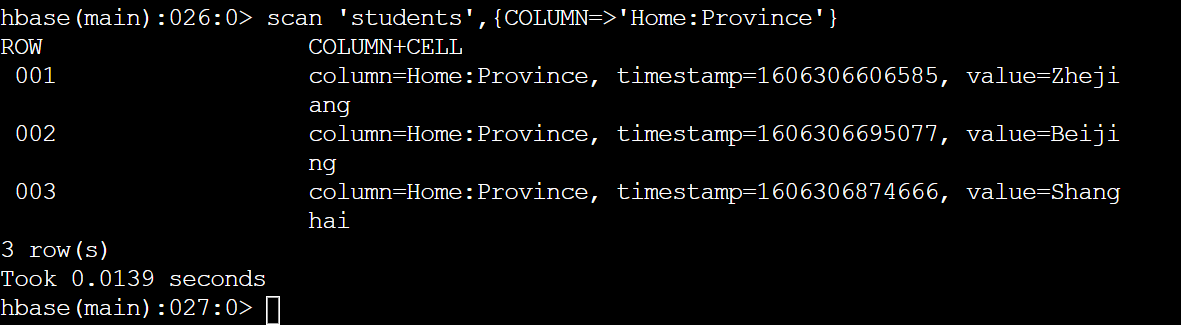 hbase(main):026:0> scan 'students',{COLUMN=>'Home:Province'}
ROW                   COLUMN+CELL
 001                  column=Home:Province, timestamp=1606306606585, value=Zheji
                      ang
 002                  column=Home:Province, timestamp=1606306695077, value=Beiji
                      ng
 003                  column=Home:Province, timestamp=1606306874666, value=Shang
                      hai
3 row(s)
Took 0.0139 seconds
hbase(main):027:0>